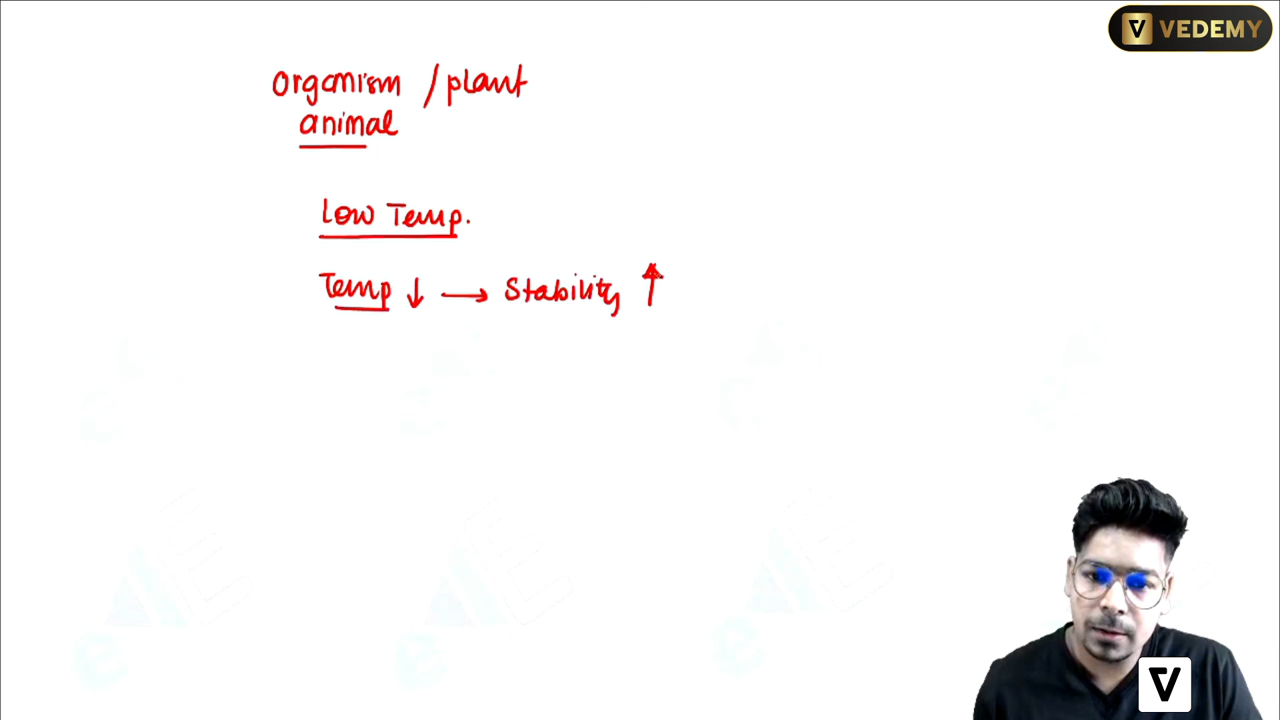 VEDEMY
Organism / plant
animal
Low Temp.
Temp ↓ → Stability ↑